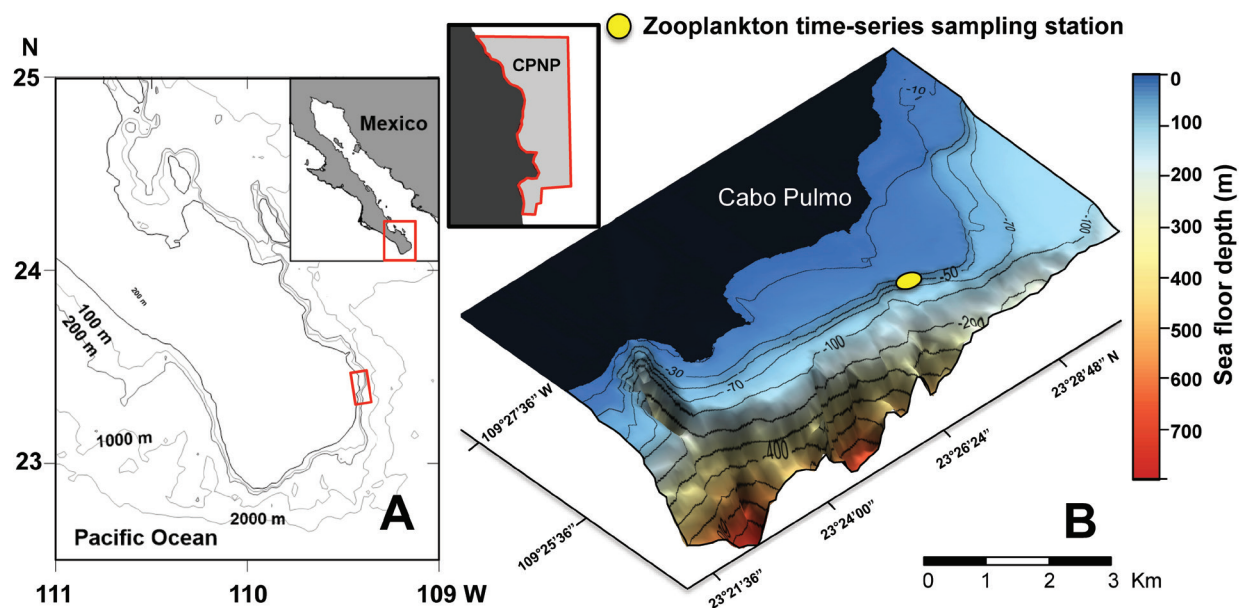 Zooplankton time-series sampling station
N
25
24
23
111
110
109 W
Mexico
200 m
100 m
200 m
1000 m
2000 m
Pacific Ocean
A
CPNP
Cabo Pulmo
-10
-70
-100
-50
-200
-100
-30
-70
-400
109°27'36" W
109°25'36"
23°21'36"
23°24'00"
23°26'24"
23°28'48" N
B
0
-100
-200
-300
-400
-500
-600
-700
Sea floor depth (m)
0 1 2 3 Km